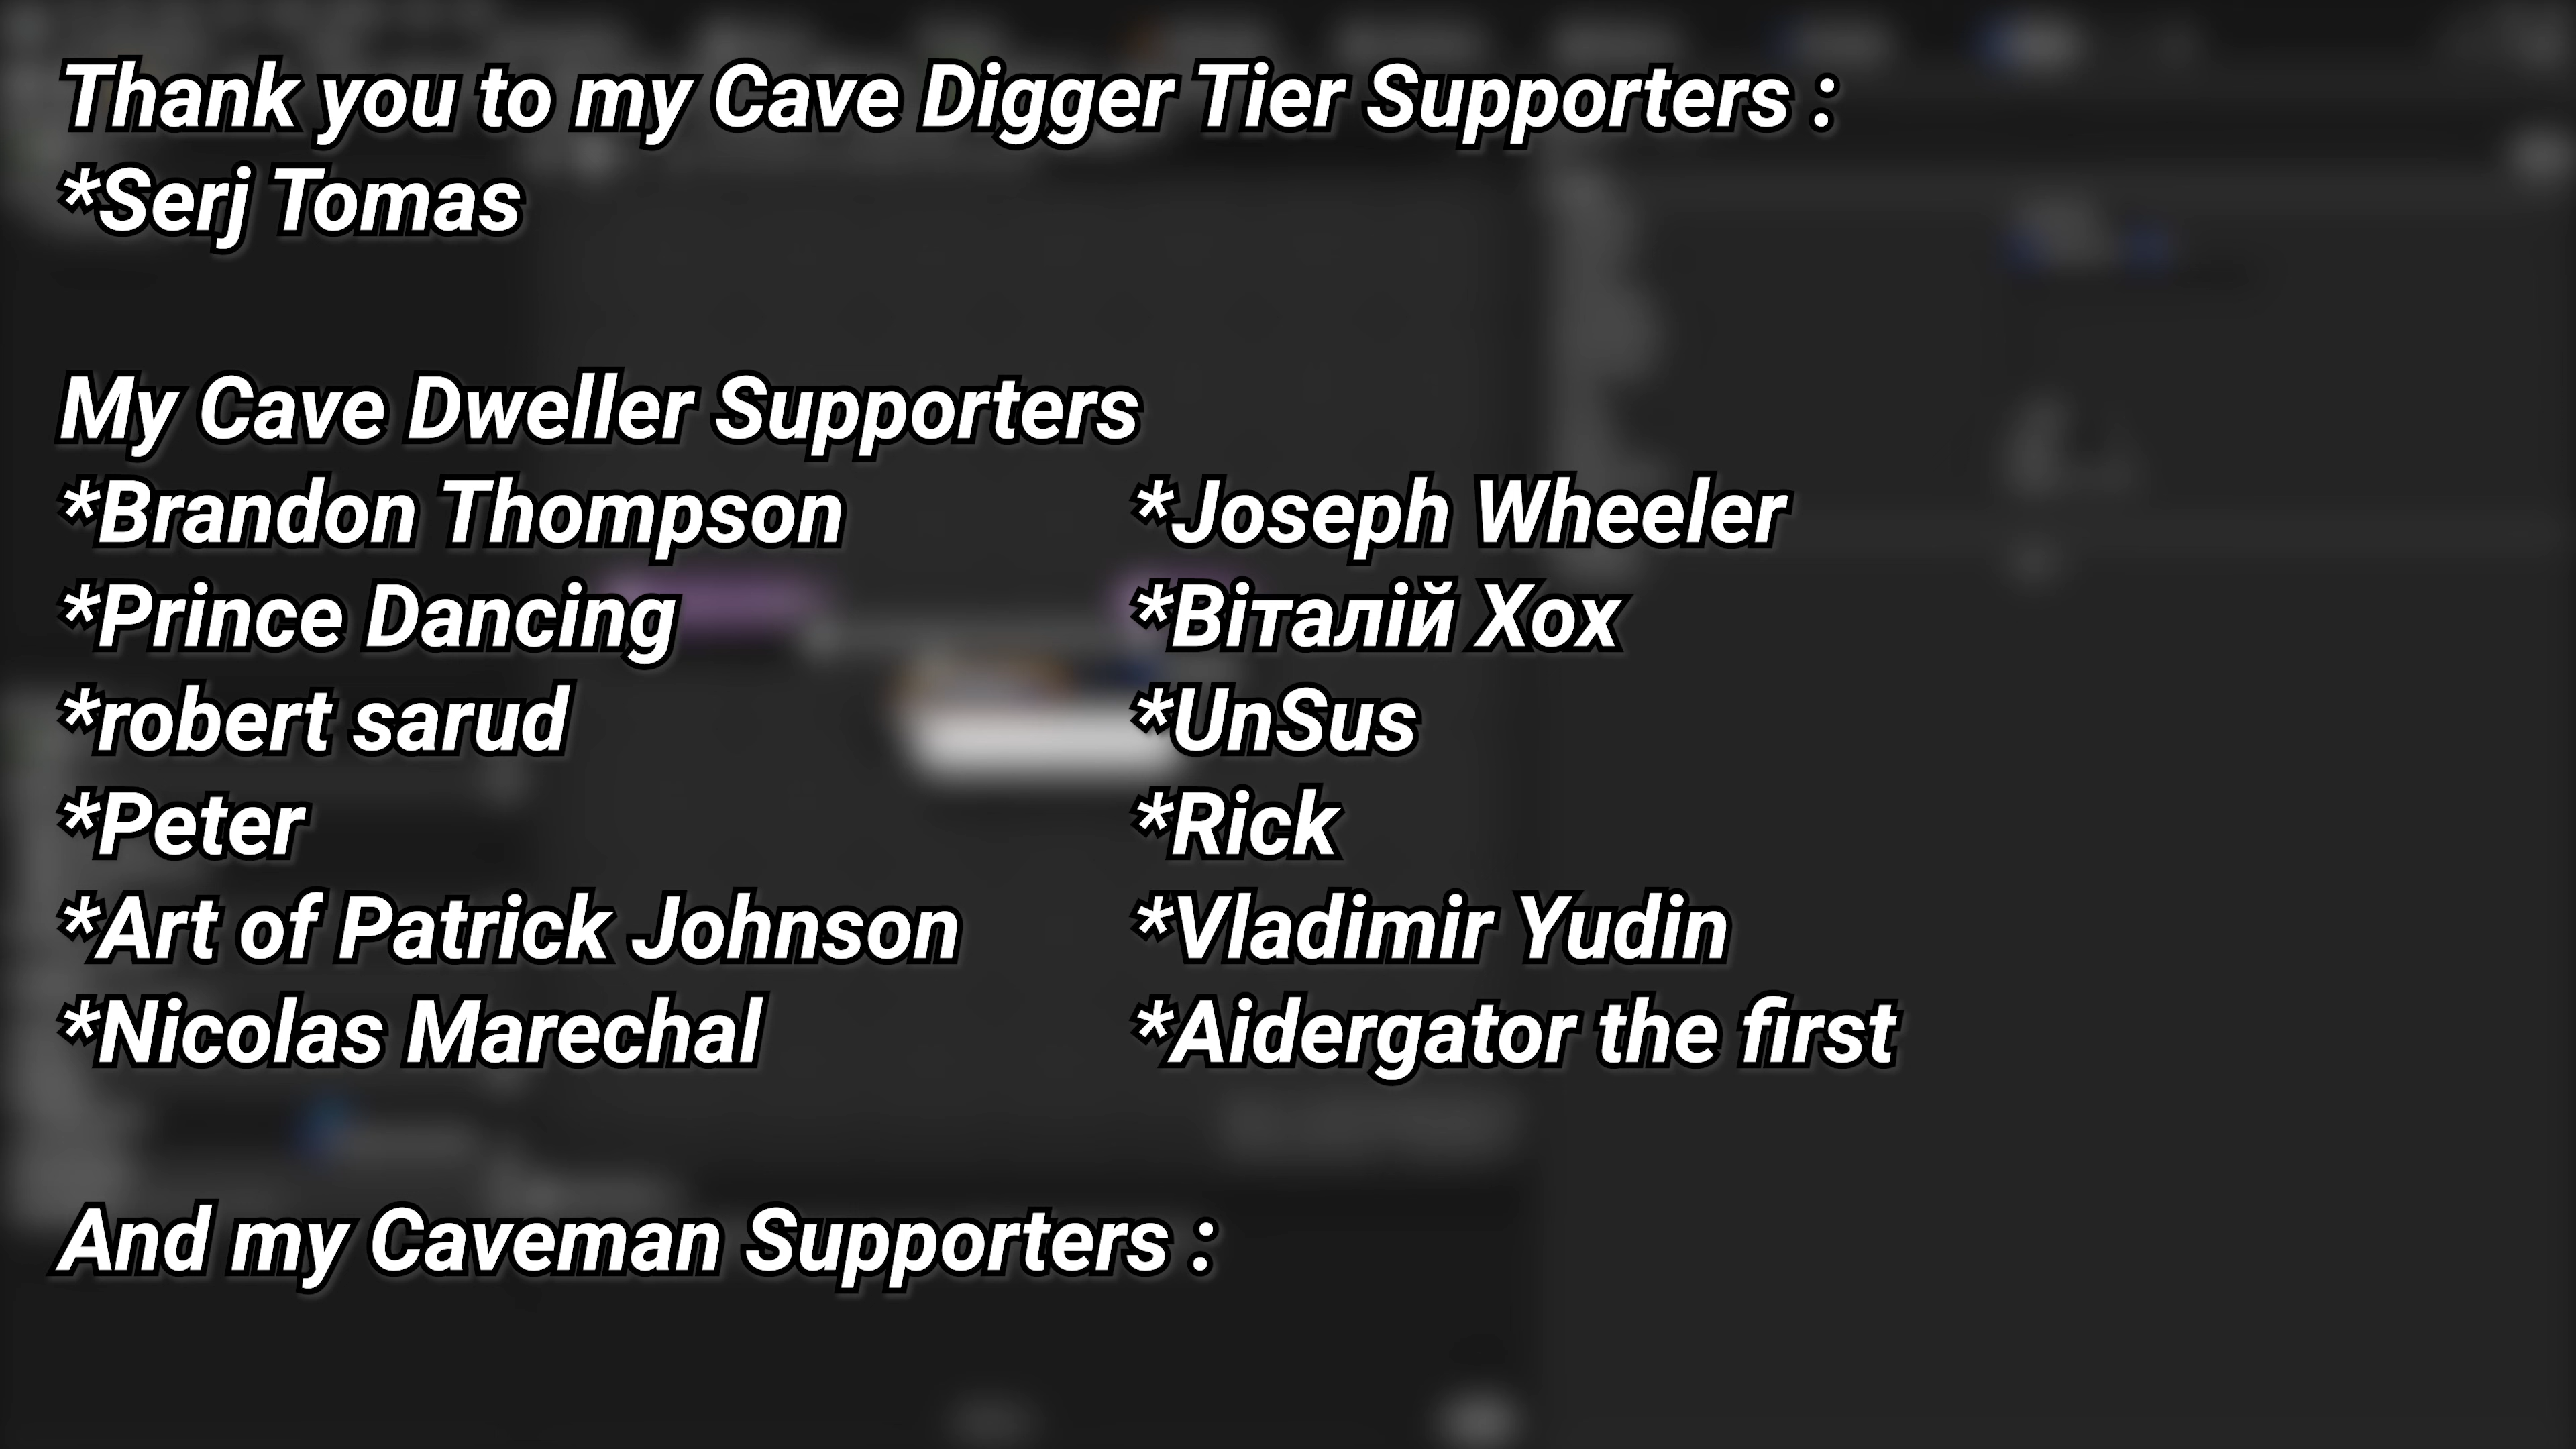 Thank you to my Cave Digger Tier Supporters :
*Serj Tomas
My Cave Dweller Supporters
*Brandon Thompson
*Prince Dancing
*robert sarud
*Peter
*Art of Patrick Johnson
*Nicolas Marechal
*Joseph Wheeler
*Віталій Хох
*UnSus
*Rick
*Vladimir Yudin
*Aidergator the first
And my Caveman Supporters :